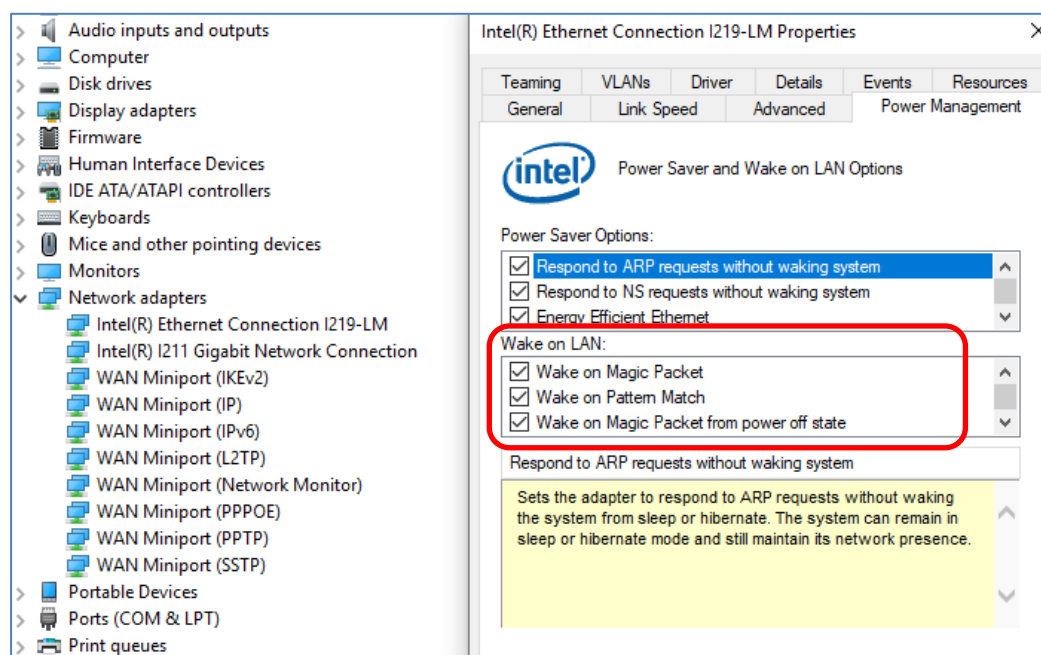 Audio inputs and outputs
Computer
Disk drives
Display adapters
Firmware
Human Interface Devices
IDE ATA/ATAPI controllers
Keyboards
Mice and other pointing devices
Monitors
Network adapters
Intel(R) Ethernet Connection I219-LM
Intel(R) I211 Gigabit Network Connection
WAN Miniport (IKEv2)
WAN Miniport (IP)
WAN Miniport (IPv6)
WAN Miniport (L2TP)
WAN Miniport (Network Monitor)
WAN Miniport (PPPOE)
WAN Miniport (PPTP)
WAN Miniport (SSTP)
Portable Devices
Ports (COM & LPT)
Print queues
Intel(R) Ethernet Connection I219-LM Properties
Teaming VLANs Driver Details Events Resources
General Link Speed Advanced Power Management
intel Power Saver and Wake on LAN Options
Power Saver Options:
Respond to ARP requests without waking system
Respond to NS requests without waking system
Energy Efficient Ethernet
Wake on LAN:
Wake on Magic Packet
Wake on Pattern Match
Wake on Magic Packet from power off state
Respond to ARP requests without waking system
Sets the adapter to respond to ARP requests without waking
the system from sleep or hibernate. The system can remain in
sleep or hibernate mode and still maintain its network presence.